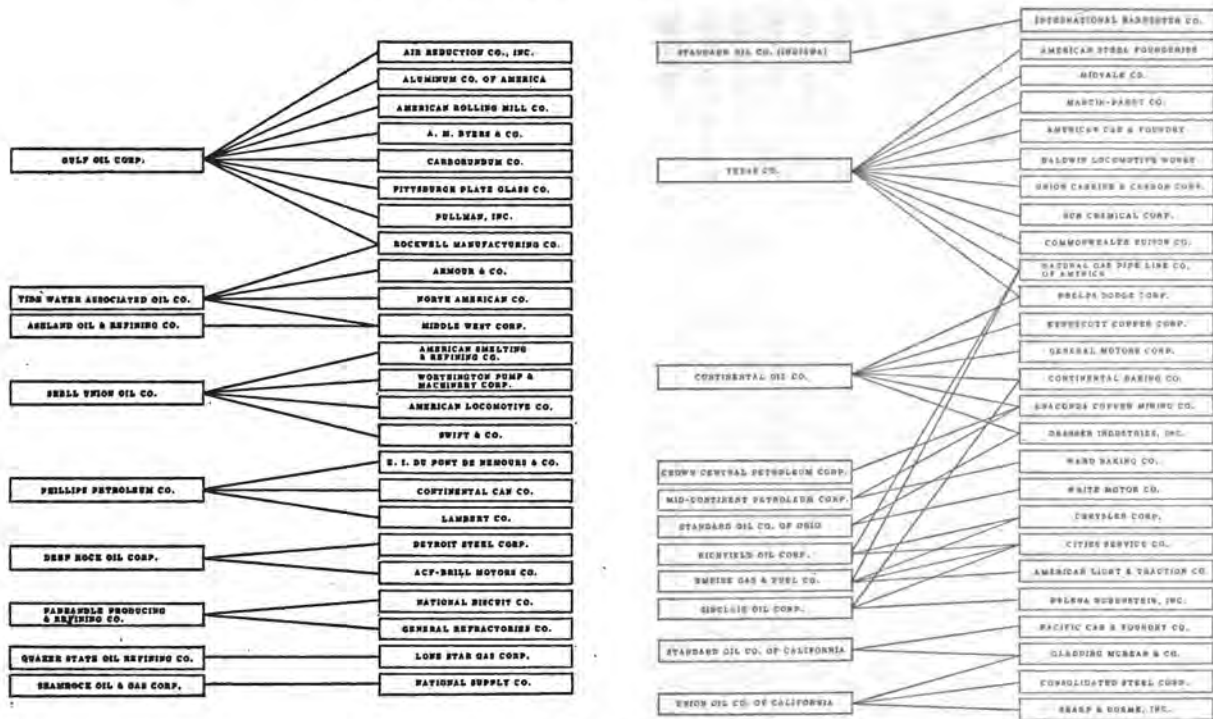 GULF OIL CORP.
TIDE WATER ASSOCIATED OIL CO.
ASHLAND OIL & REFINING CO.
SHELL UNION OIL CO.
PHILLIPS PETROLEUM CO.
DEEP ROCK OIL CORP.
PANHANDLE PRODUCING
& REFINING CO.
QUAKER STATE OIL REFINING CO.
SHAMROCK OIL & GAS CORP.
AIR REDUCTION CO., INC.
ALUMINUM CO. OF AMERICA
AMERICAN ROLLING MILL CO.
A. M. BYERS & CO.
CARBORUNDUM CO.
PITTSBURGH PLATE GLASS CO.
PULLMAN, INC.
ROCKWELL MANUFACTURING CO.
ARMOUR & CO.
NORTH AMERICAN CO.
MIDDLE WEST CORP.
AMERICAN SMELTING
& REFINING CO.
WORTHINGTON PUMP &
MACHINERY CORP.
AMERICAN LOCOMOTIVE CO.
SWIFT & CO.
E. I. DU PONT DE NEMOURS & CO.
CONTINENTAL CAN CO.
LAMBERT CO.
DETROIT STEEL CORP.
ACF-BRILL MOTORS CO.
NATIONAL BISCUIT CO.
GENERAL REFRACTORIES CO.
LONE STAR GAS CORP.
NATIONAL SUPPLY CO.
STANDARD OIL CO. (INDIANA)
TEXAS CO.
CONTINENTAL OIL CO.
CROWN CENTRAL PETROLEUM CORP.
MID-CONTINENT PETROLEUM CORP.
STANDARD OIL CO. OF OHIO
RICHFIELD OIL CORP.
EMPIRE GAS & FUEL CO.
SINCLAIR OIL CORP.
STANDARD OIL CO. OF CALIFORNIA
UNION OIL CO. OF CALIFORNIA
INTERNATIONAL HARVESTER CO.
AMERICAN STEEL FOUNDRIES
MIDVALE CO.
MARTIN-PARRY CO.
AMERICAN CAR & FOUNDRY
BALDWIN LOCOMOTIVE WORKS
UNION CARBIDE & CARBON CORP.
SUN CHEMICAL CORP.
COMMONWEALTH EDISON CO.
NATURAL GAS PIPE LINE CO.
OF AMERICA
PHELPS DODGE CORP.
KENNECOTT COPPER CORP.
GENERAL MOTORS CORP.
CONTINENTAL BAKING CO.
ANACONDA COPPER MINING CO.
DRESSER INDUSTRIES, INC.
WARD BAKING CO.
WHITE MOTOR CO.
CHRYSLER CORP.
CITIES SERVICE CO.
AMERICAN LIGHT & TRACTION CO.
HELENA RUBENSTEIN, INC.
PACIFIC CAR & FOUNDRY CO.
GLADDING MCBEAN & CO.
CONSOLIDATED STEEL CORP.
SHARP & DOHME, INC.